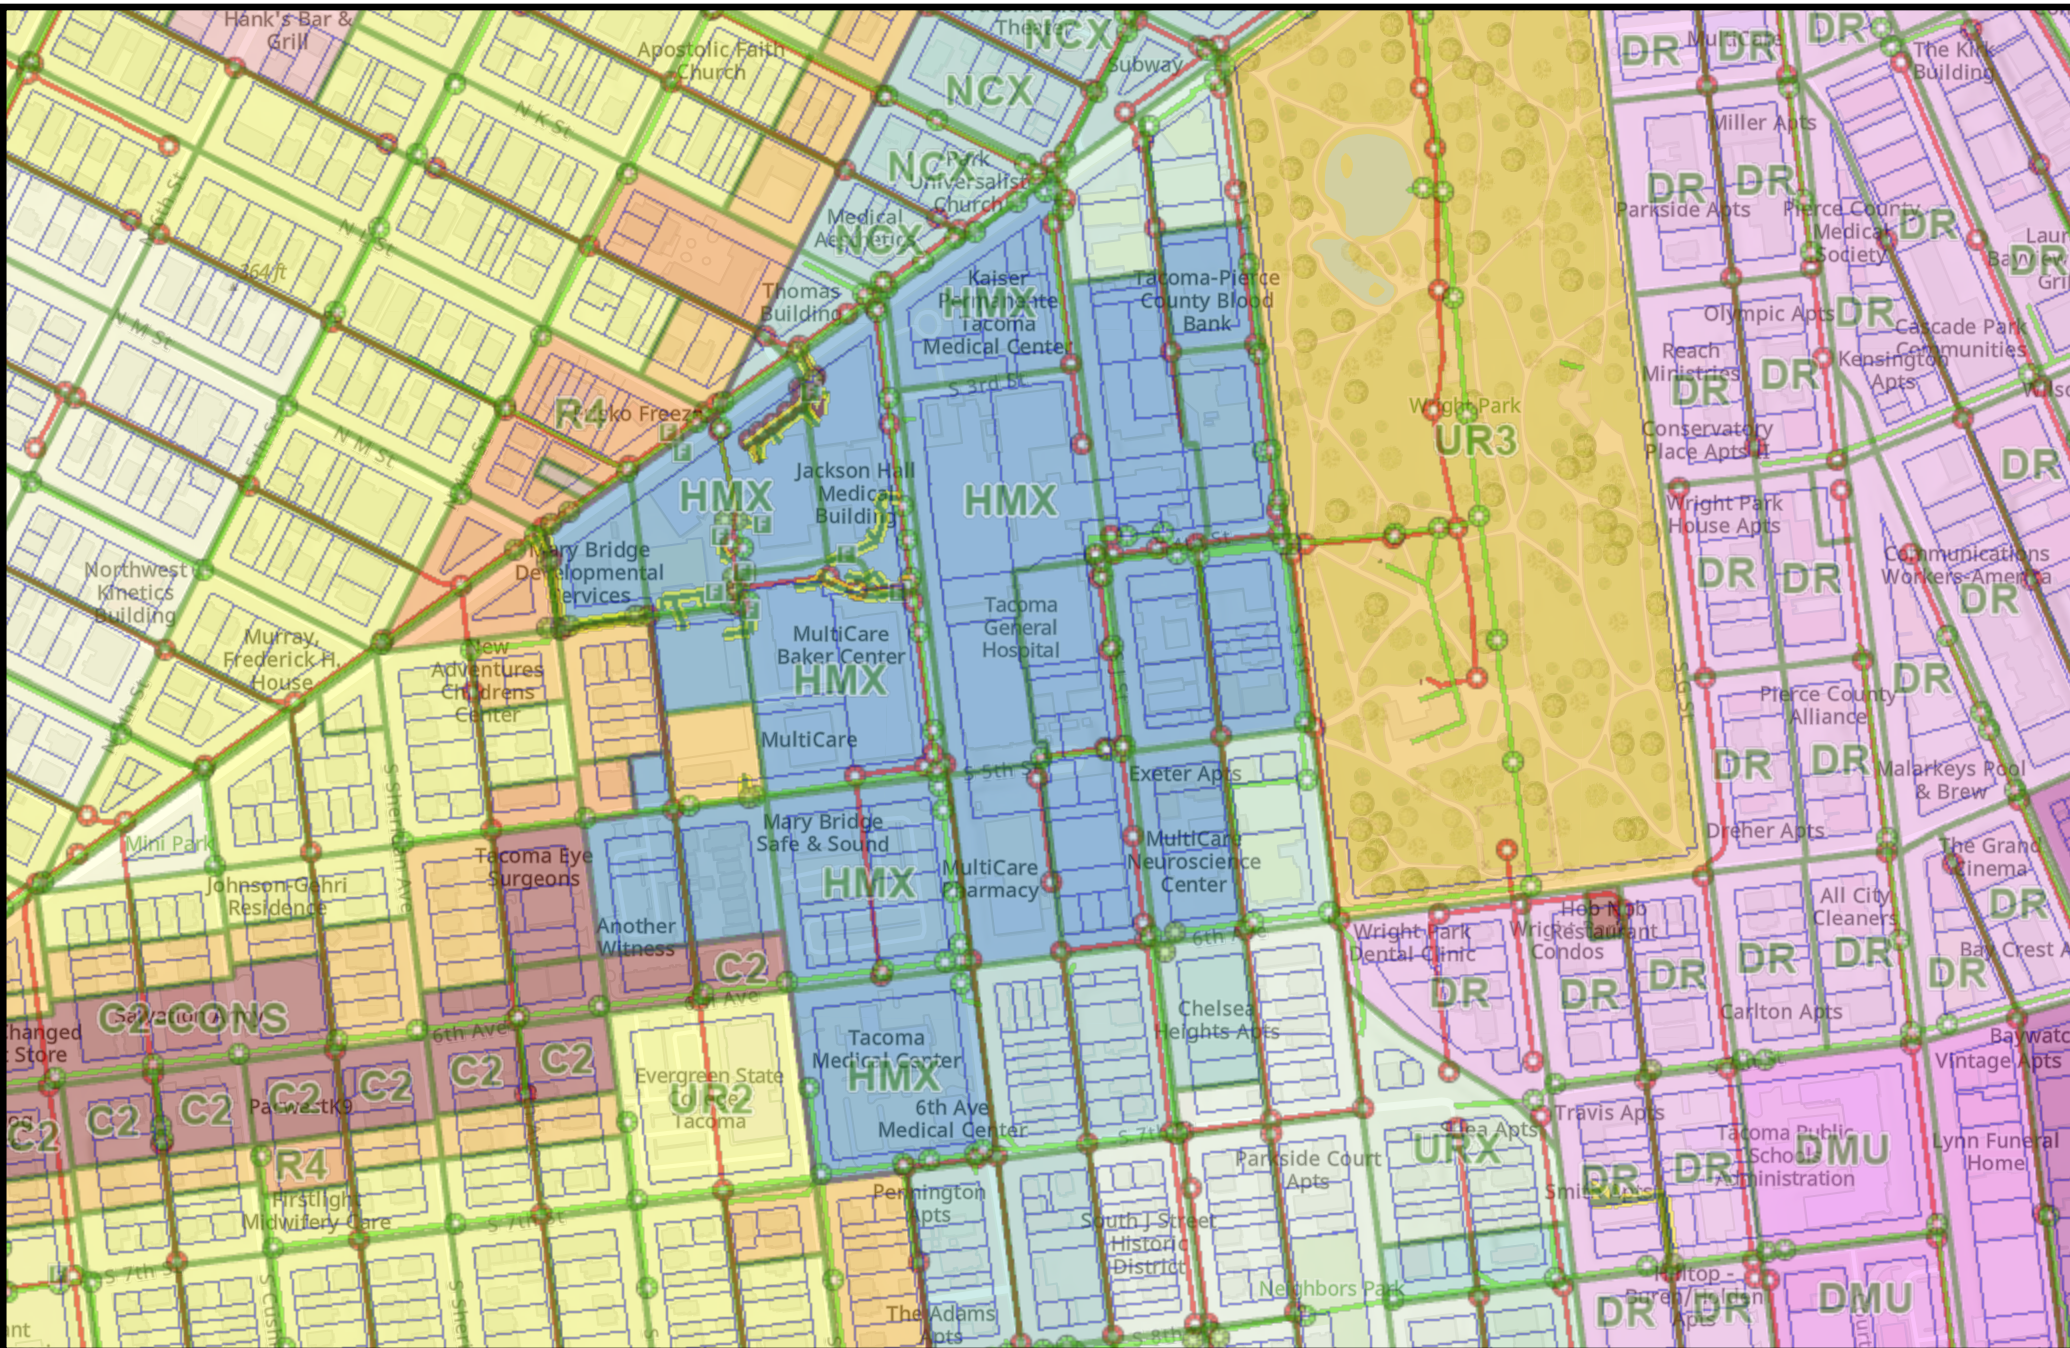 Hank's Bar &
Grill
Apostolic Faith
Church
Theater
NCX
Subway
NCX
DR
MultiCare
DR
The Kirk
Building
N K St
Miller Apts
NCX
Park
Universalist
Church
DR
DR
Parkside Apts
Pierce County
Medical
Society
DR
N L St
Medical
Aesthetics
NCX
DR
364 ft
Kaiser
Permanente
Tacoma
Medical Center
HMX
Tacoma-Pierce
County Blood
Bank
Thomas
Building
Olympic Apts
DR
Cascade Park
Communities
N M St
Reach
Ministries
DR
DR
Kensington
Apts
S 3rd St
R4
Frisko Freeze
Wright Park
UR3
Conservatory
Place Apts II
N M St
DR
F
F
Jackson Hall
Medical
Building
HMX
HMX
Wright Park
House Apts
F
F
F
F
F
F
Mary Bridge
Developmental
Services
Communications
Workers-America
DR
DR
DR
Northwest
Kinetics
Building
Tacoma
General
Hospital
MultiCare
Baker Center
HMX
Murray,
Frederick H.
House
New
Adventures
Childrens
Center
S J St
S G St
DR
Pierce County
Alliance
MultiCare
S 5th St
Exeter Apts
DR
DR
Malarkeys Pool
& Brew
Mini Park
S Sheridan Ave
Mary Bridge
Safe & Sound
HMX
MultiCare
Pharmacy
MultiCare
Neuroscience
Center
Dreher Apts
The Grand
Cinema
Tacoma Eye
Surgeons
Johnson-Gehri
Residence
All City
Cleaners
DR
Another
Witness
6th Ave
Wright Park
Dental Clinic
Hob Nob
Restaurant
Condos
C2
DR
DR
DR
DR
DR
DR
Bay Crest A
C2-CONS
Salvation Army
6th Ave
Chelsea
Heights Apts
Carlton Apts
Store
C2
C2
C2
C2
C2
C2
C2
PacwestK9
Tacoma
Medical Center
HMX
Evergreen State
College
Tacoma
UR2
6th Ave
Medical Center
S 7th
Vintage Apts
Travis Apts
URX
Tacoma Public
Schools
Administration
DMU
Lynn Funeral
Home
R4
Firstlight
Midwifery Care
Parkside Court
Apts
DR
DR
Pennington
Apts
S 7th St
South J Street
Historic
District
S 7th St
Neighbors Park
Hilltop -
Apts
DR
DR
DMU
The Adams
Apts
S 8th St